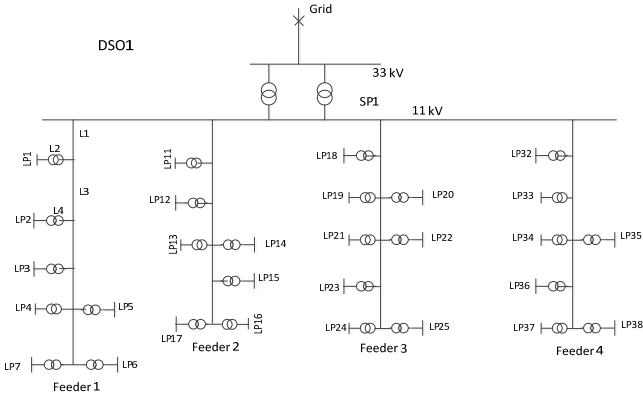 Grid
DSO1
33 kV
SP1
11 kV
L1
L2
LP1
L3
L4
LP2
LP3
LP4
LP5
LP7
LP6
Feeder 1
LP11
LP12
LP13
LP14
LP15
LP16
LP17
Feeder 2
LP18
LP19
LP20
LP21
LP22
LP23
LP24
LP25
Feeder 3
LP32
LP33
LP34
LP35
LP36
LP37
LP38
Feeder 4